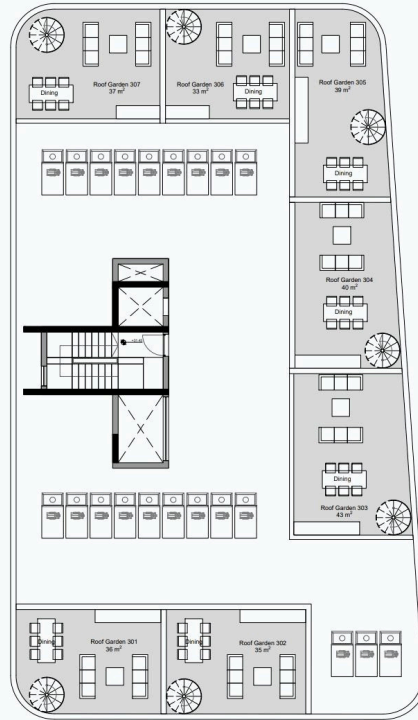 Roof Garden 307
37 m²
Dining
Roof Garden 306
33 m²
Dining
Roof Garden 305
39 m²
Dining
Roof Garden 304
40 m²
Dining
Dining
Roof Garden 303
43 m²
Dining
Roof Garden 301
36 m²
Dining
Roof Garden 302
35 m²